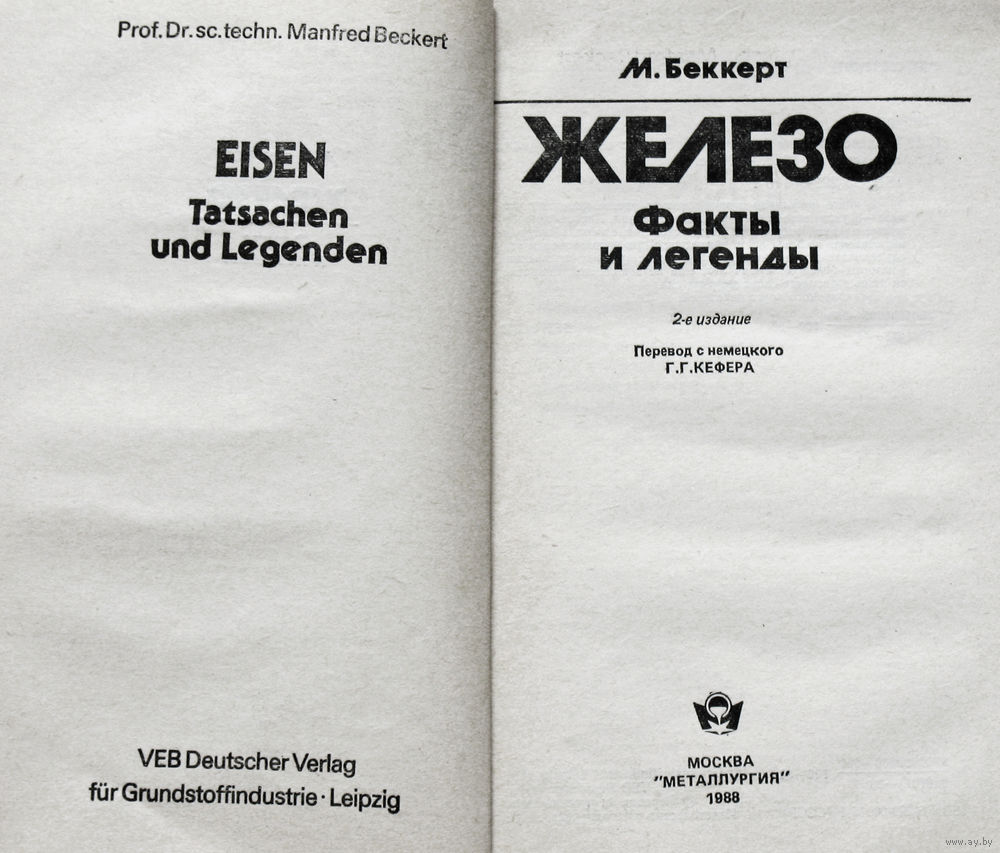 Prof. Dr. sc. techn. Manfred Beckert
EISEN
Tatsachen
und Legenden
VEB Deutscher Verlag
für Grundstoffindustrie · Leipzig
М. Беккерт
ЖЕЛЕЗО
Факты
и легенды
2-е издание
Перевод с немецкого
Г.Г.КЕФЕРА
МОСКВА
"МЕТАЛЛУРГИЯ"
1988
www.ay.by